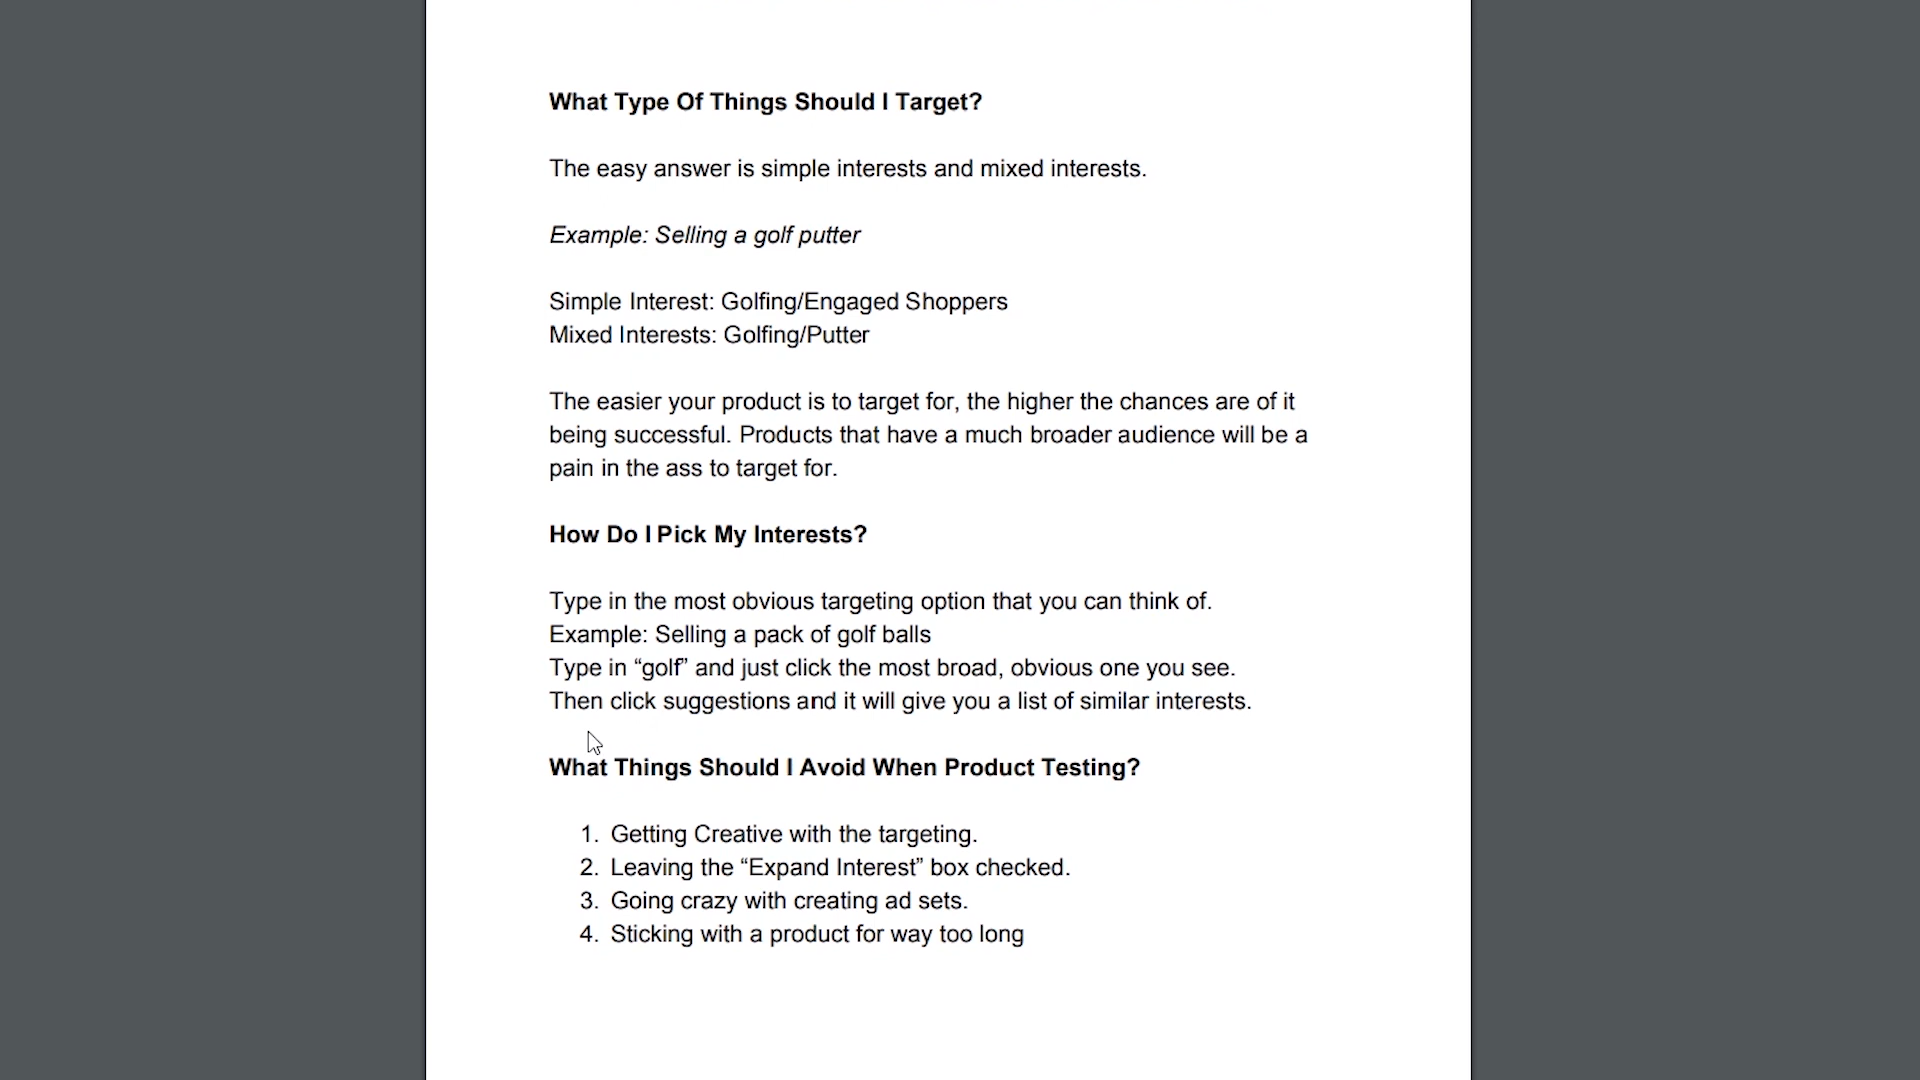 What Type Of Things Should I Target?
The easy answer is simple interests and mixed interests.
Example: Selling a golf putter
Simple Interest: Golfing/Engaged Shoppers
Mixed Interests: Golfing/Putter
The easier your product is to target for, the higher the chances are of it
being successful. Products that have a much broader audience will be a
pain in the ass to target for.
How Do I Pick My Interests?
Type in the most obvious targeting option that you can think of.
Example: Selling a pack of golf balls
Type in “golf” and just click the most broad, obvious one you see.
Then click suggestions and it will give you a list of similar interests.
What Things Should I Avoid When Product Testing?
1. Getting Creative with the targeting.
2. Leaving the “Expand Interest” box checked.
3. Going crazy with creating ad sets.
4. Sticking with a product for way too long